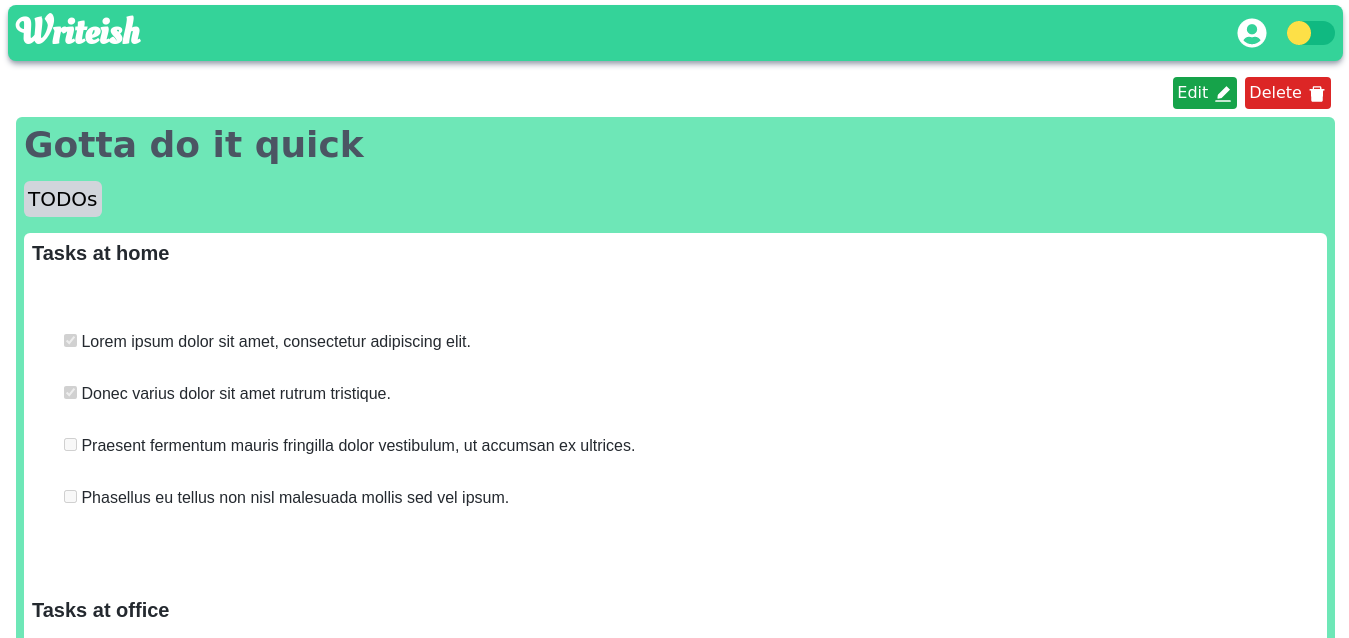 Writeish
Edit
Delete
Gotta do it quick
TODOs
Tasks at home
Lorem ipsum dolor sit amet, consectetur adipiscing elit.
Donec varius dolor sit amet rutrum tristique.
Praesent fermentum mauris fringilla dolor vestibulum, ut accumsan ex ultrices.
Phasellus eu tellus non nisl malesuada mollis sed vel ipsum.
Tasks at office